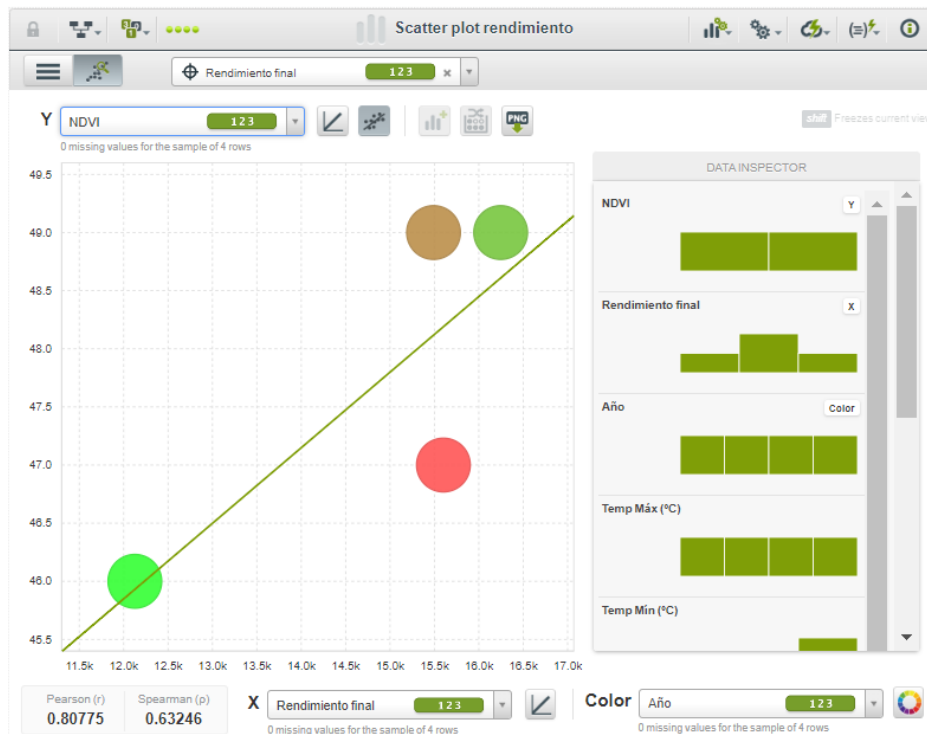 Scatter plot rendimiento
Rendimiento final 123 ×
Y NDVI 123 PNG
shift Freezes current view
0 missing values for the sample of 4 rows
DATA INSPECTOR
NDVI Y
Rendimiento final X
Año Color
Temp Máx (ºC)
Temp Mín (ºC)
49.5
49.0
48.5
48.0
47.5
47.0
46.5
46.0
45.5
11.5k 12.0k 12.5k 13.0k 13.5k 14.0k 14.5k 15.0k 15.5k 16.0k 16.5k 17.0k
Pearson (r) Spearman (ρ)
0.80775 0.63246
X Rendimiento final 123
0 missing values for the sample of 4 rows
Color Año 123
0 missing values for the sample of 4 rows